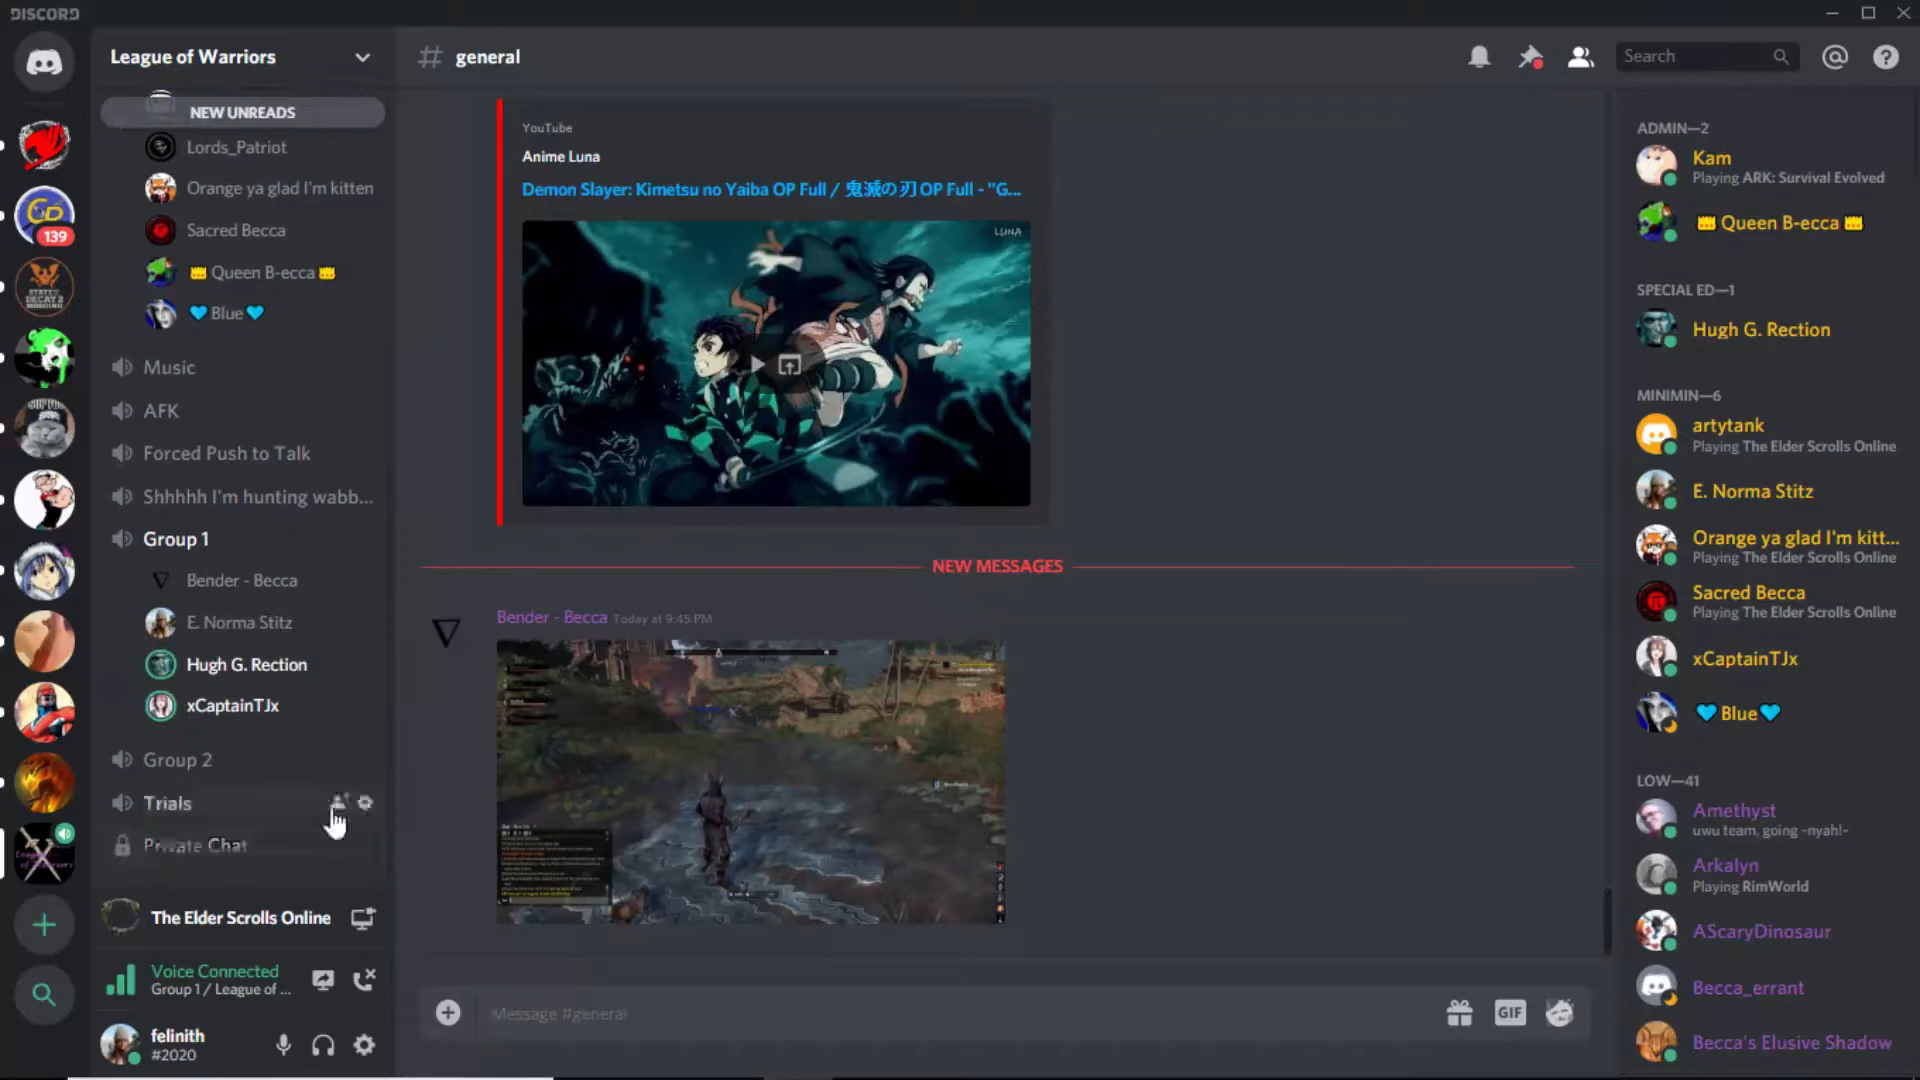 DISCORD
League of Warriors
NEW UNREADS
Lords_Patriot
Orange ya glad I'm kitten
Sacred Becca
Queen B-ecca
Blue
Music
AFK
Forced Push to Talk
Shhhhh I'm hunting wabb...
Group 1
Bender - Becca
E. Norma Stitz
Hugh G. Rection
xCaptainTJx
Group 2
Trials
Private Chat
The Elder Scrolls Online
Voice Connected
Group 1 / League of ...
felinith
#2020
139
# general
YouTube
Anime Luna
Demon Slayer: Kimetsu no Yaiba OP Full / 鬼滅の刃 OP Full - "G...
LUNA
NEW MESSAGES
Bender - Becca Today at 9:45 PM
Message #general
GIF
Search
ADMIN—2
Kam
Playing ARK: Survival Evolved
Queen B-ecca
SPECIAL ED—1
Hugh G. Rection
MINIMIN—6
artytank
Playing The Elder Scrolls Online
E. Norma Stitz
Orange ya glad I'm kitt...
Playing The Elder Scrolls Online
Sacred Becca
Playing The Elder Scrolls Online
xCaptainTJx
Blue
LOW—41
Amethyst
uwu team, going ~nyah!~
Arkalyn
Playing RimWorld
AScaryDinosaur
Becca_errant
Becca's Elusive Shadow